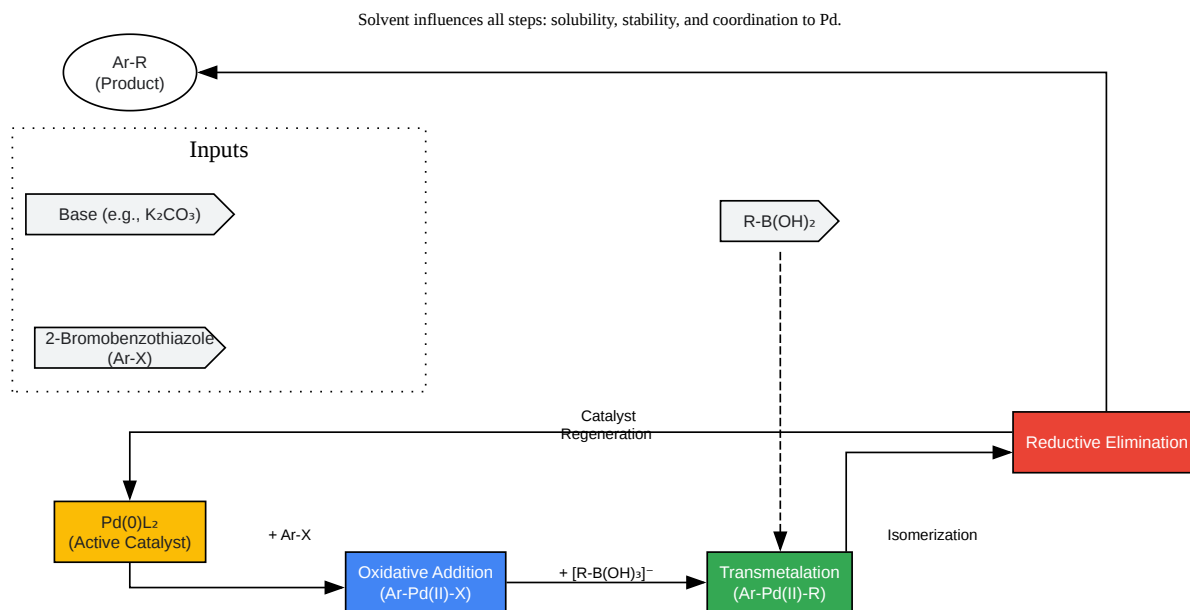 Solvent influences all steps: solubility, stability, and coordination to Pd.
Ar-R
(Product)
Inputs
Base (e.g., K₂CO₃)
R-B(OH)₂
2-Bromobenzothiazole
(Ar-X)
Catalyst
Regeneration
Reductive Elimination
Pd(0)L₂
(Active Catalyst)
+ Ar-X
Isomerization
Oxidative Addition
(Ar-Pd(II)-X)
+ [R-B(OH)₃]⁻
Transmetalation
(Ar-Pd(II)-R)